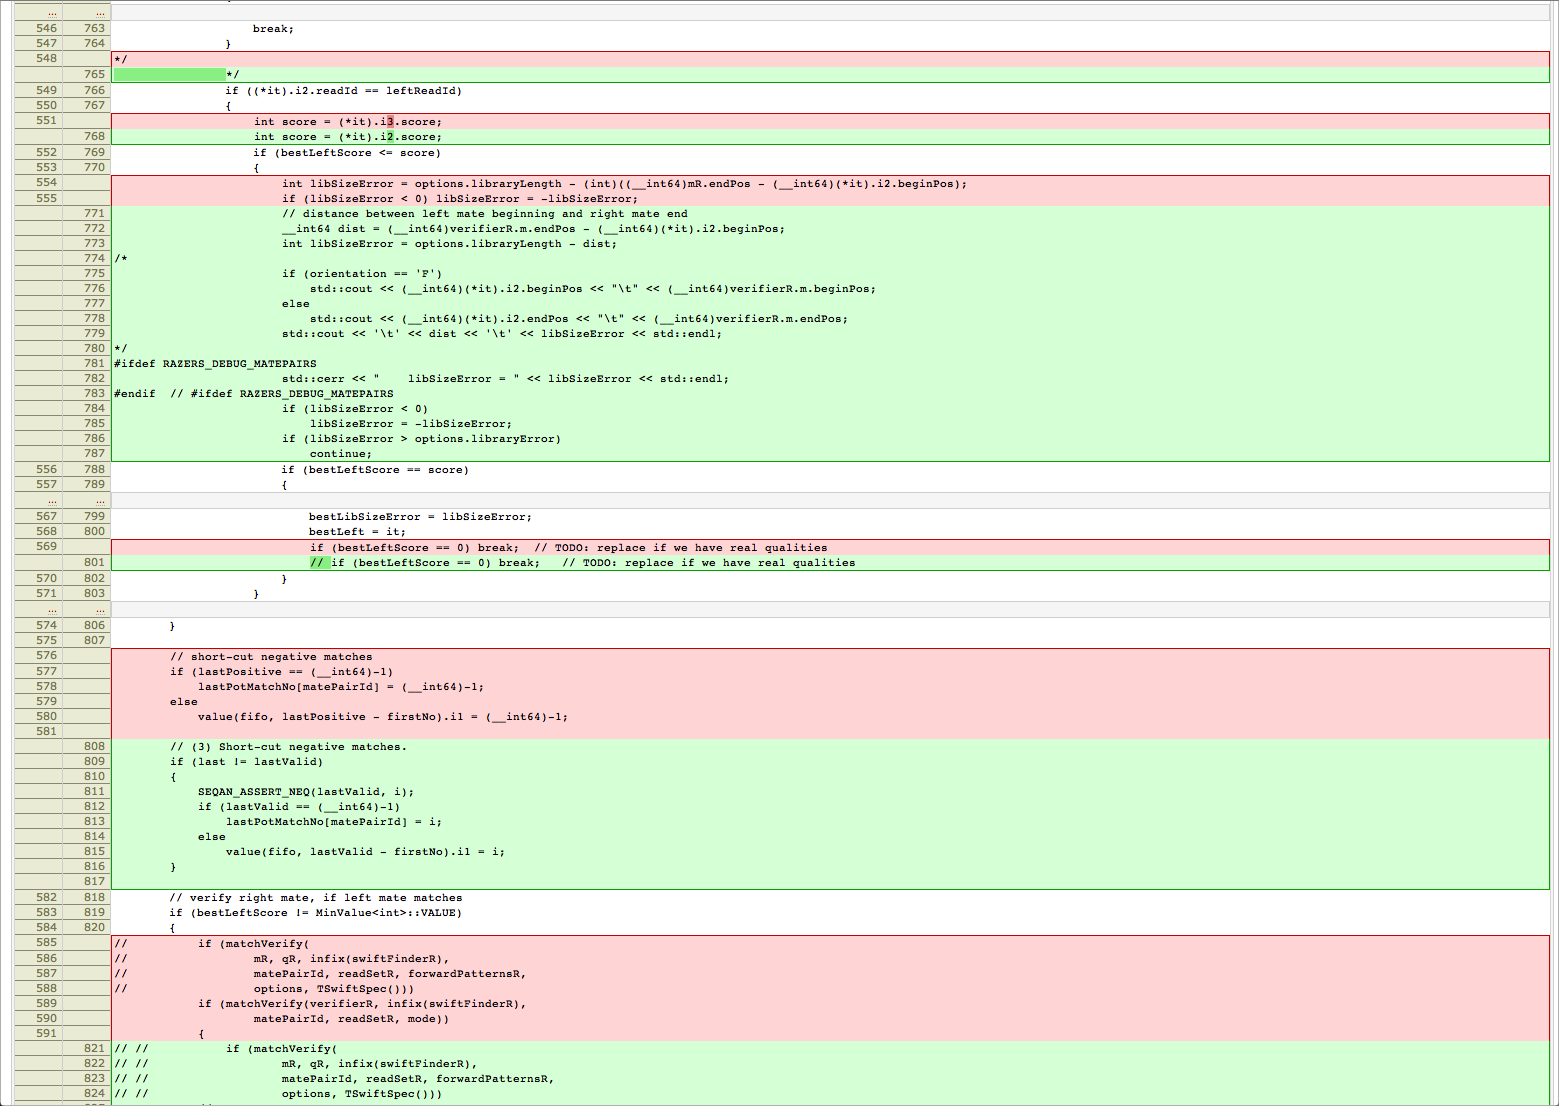 ... ...
546 763 break;
547 764 }
548 */
765 */
549 766 if ((*it).i2.readId == leftReadId)
550 767 {
551 int score = (*it).i3.score;
768 int score = (*it).i2.score;
552 769 if (bestLeftScore <= score)
553 770 {
554 int libSizeError = options.libraryLength - (int)((__int64)mR.endPos - (__int64)(*it).i2.beginPos);
555 if (libSizeError < 0) libSizeError = -libSizeError;
771 // distance between left mate beginning and right mate end
772 __int64 dist = (__int64)verifierR.m.endPos - (__int64)(*it).i2.beginPos;
773 int libSizeError = options.libraryLength - dist;
774 /*
775 if (orientation == 'F')
776 std::cout << (__int64)(*it).i2.beginPos << "\t" << (__int64)verifierR.m.beginPos;
777 else
778 std::cout << (__int64)(*it).i2.endPos << "\t" << (__int64)verifierR.m.endPos;
779 std::cout << '\t' << dist << '\t' << libSizeError << std::endl;
780 */
781 #ifdef RAZERS_DEBUG_MATEPAIRS
782 std::cerr << "    libSizeError = " << libSizeError << std::endl;
783 #endif  // #ifdef RAZERS_DEBUG_MATEPAIRS
784 if (libSizeError < 0)
785 libSizeError = -libSizeError;
786 if (libSizeError > options.libraryError)
787 continue;
556 788 if (bestLeftScore == score)
557 789 {
... ...
567 799 bestLibSizeError = libSizeError;
568 800 bestLeft = it;
569 if (bestLeftScore == 0) break;  // TODO: replace if we have real qualities
801 // if (bestLeftScore == 0) break;   // TODO: replace if we have real qualities
570 802 }
571 803 }
... ...
574 806 }
575 807
576 // short-cut negative matches
577 if (lastPositive == (__int64)-1)
578 lastPotMatchNo[matePairId] = (__int64)-1;
579 else
580 value(fifo, lastPositive - firstNo).i1 = (__int64)-1;
581
808 // (3) Short-cut negative matches.
809 if (last != lastValid)
810 {
811 SEQAN_ASSERT_NEQ(lastValid, i);
812 if (lastValid == (__int64)-1)
813 lastPotMatchNo[matePairId] = i;
814 else
815 value(fifo, lastValid - firstNo).i1 = i;
816 }
817
582 818 // verify right mate, if left mate matches
583 819 if (bestLeftScore != MinValue<int>::VALUE)
584 820 {
585 // if (matchVerify(
586 // mR, qR, infix(swiftFinderR),
587 // matePairId, readSetR, forwardPatternsR,
588 // options, TSwiftSpec()))
589 if (matchVerify(verifierR, infix(swiftFinderR),
590 matePairId, readSetR, mode))
591 {
821 // // if (matchVerify(
822 // // mR, qR, infix(swiftFinderR),
823 // // matePairId, readSetR, forwardPatternsR,
824 // // options, TSwiftSpec()))